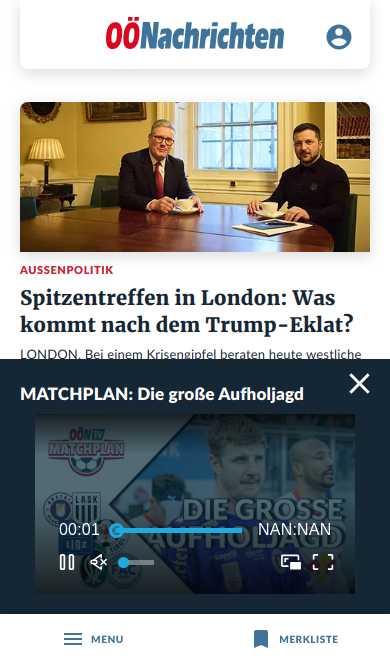 OÖNachrichten
AUSSENPOLITIK
Spitzentreffen in London: Was
kommt nach dem Trump-Eklat?
LONDON. Bei einem Krisengipfel beraten heute westliche
MATCHPLAN: Die große Aufholjagd
OÖN TV
MATCHPLAN
LASK
DIE GROSSE
AUFHOLJAGD
00:01
NAN:NAN
MENU
MERKLISTE